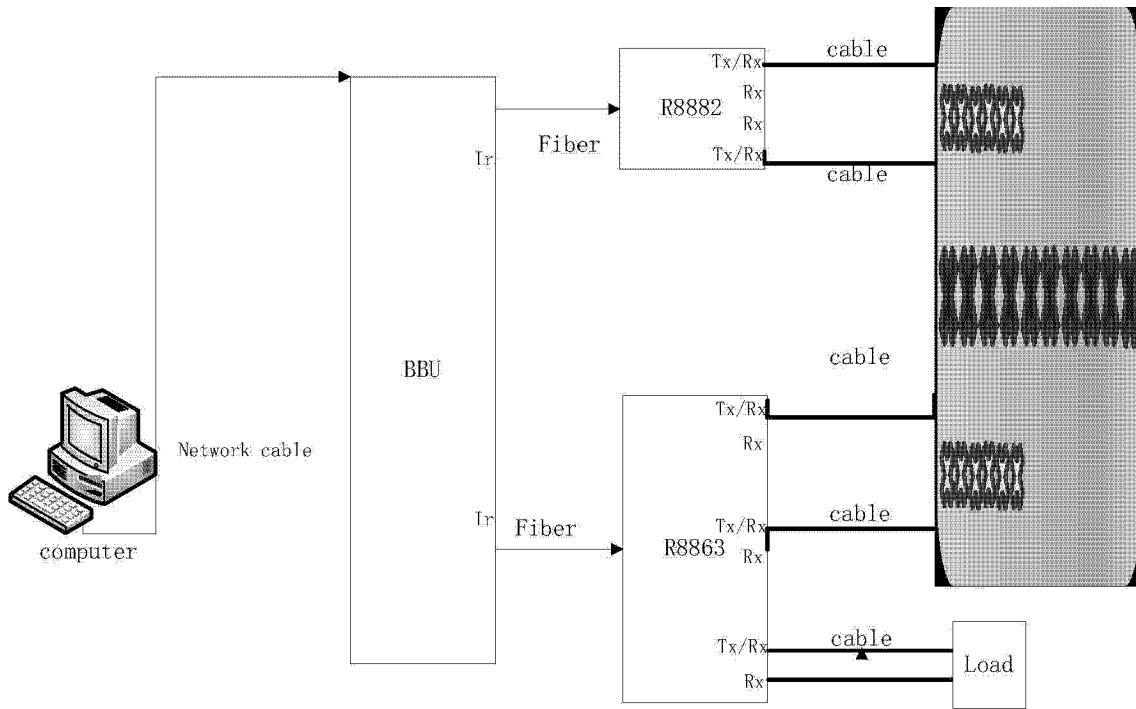 cable
Tx/Rx
Rx
R8882
Rx
Tx/Rx
Ir
Fiber
cable
BBU
cable
Tx/Rx
Rx
Network cable
Ir
Fiber
Tx/Rx
cable
R8863
Rx
computer
Tx/Rx
cable
Load
Rx